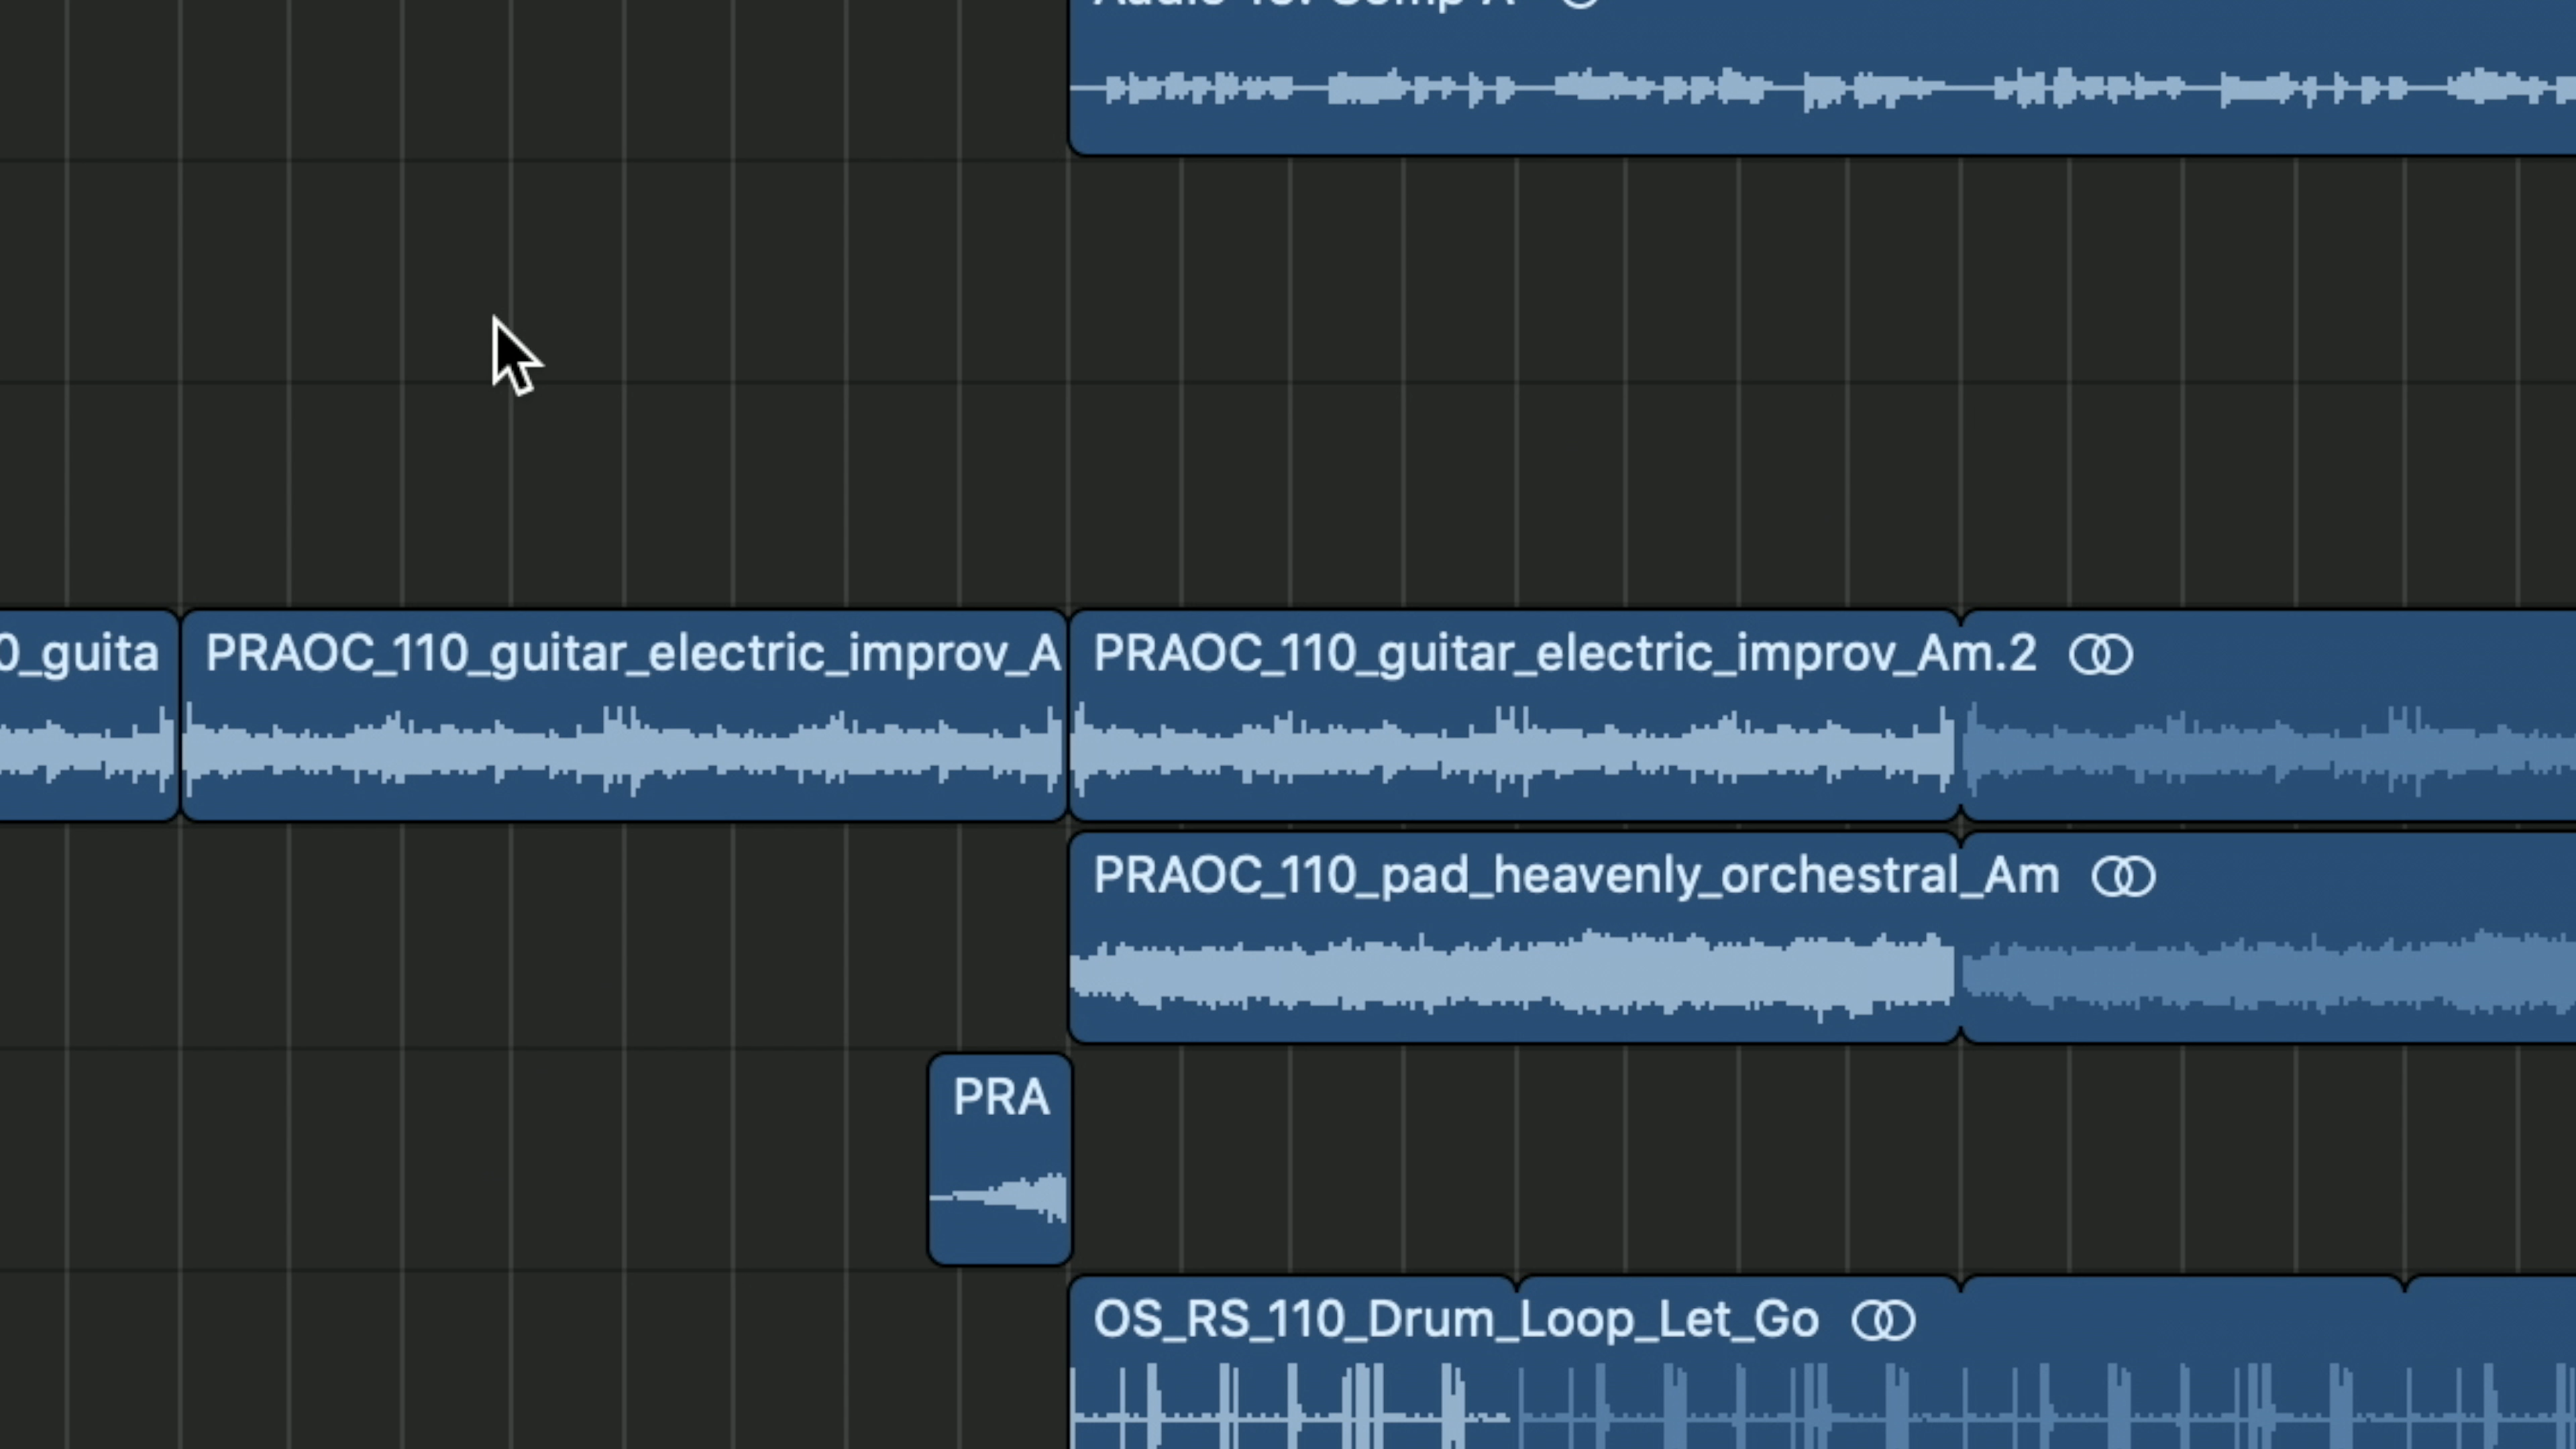 0_guita
PRAOC_110_guitar_electric_improv_A
PRAOC_110_guitar_electric_improv_Am.2
PRAOC_110_pad_heavenly_orchestral_Am
PRA
OS_RS_110_Drum_Loop_Let_Go